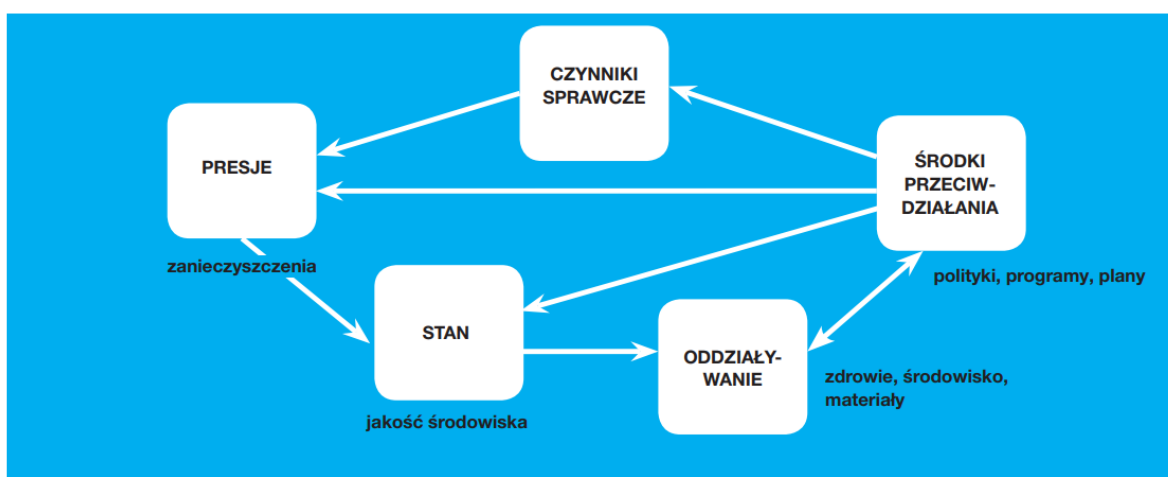 CZYNNIKI
SPRAWCZE
PRESJE
ŚRODKI
PRZECIW-
DZIAŁANIA
zanieczyszczenia
polityki, programy, plany
STAN
ODDZIAŁY-
WANIE
zdrowie, środowisko,
materiały
jakość środowiska